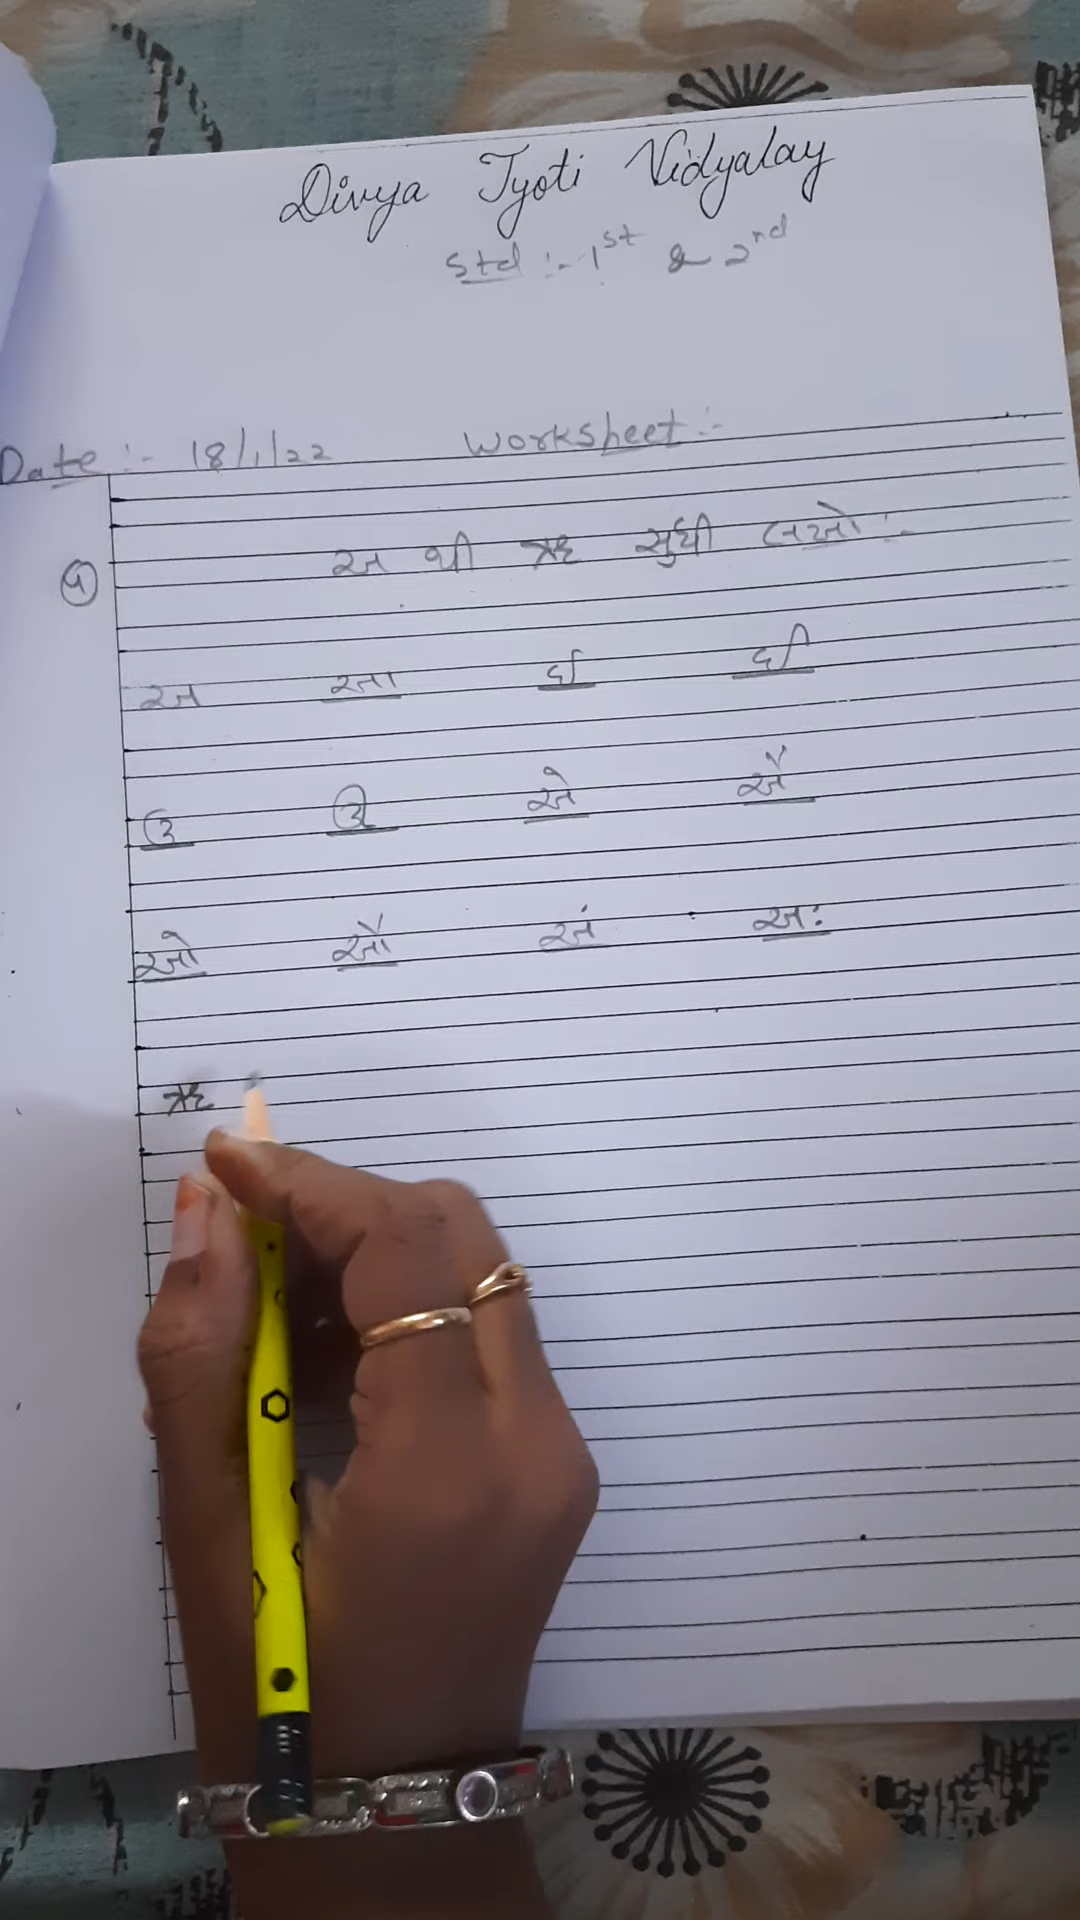 Divya Jyoti Vidyalay
Std :- 1st & 2nd
Date :- 18/1/22 Worksheet :-
૧ અ થી ઋ સુધી લખો :-
અ આ ઈ ઈ
ઉ ઊ એ ઐ
ઓ ઔ અં અઃ
ઋ